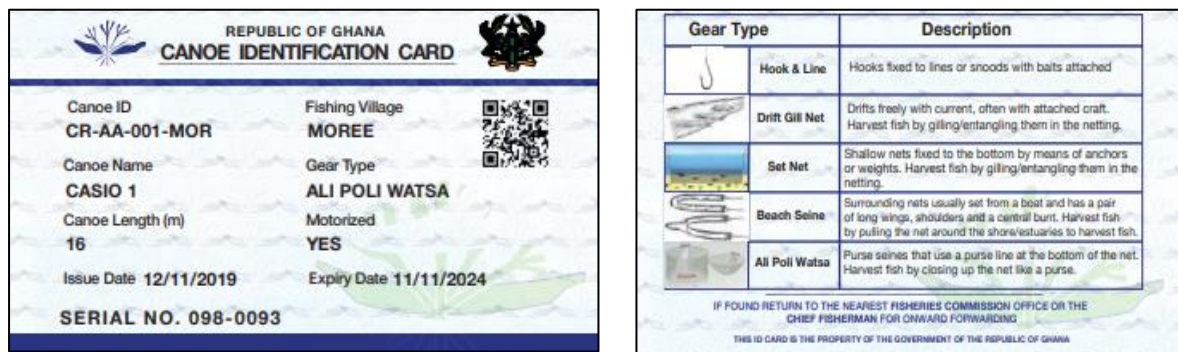 REPUBLIC OF GHANA
CANOE IDENTIFICATION CARD
Canoe ID
CR-AA-001-MOR
Fishing Village
MOREE
Canoe Name
CASIO 1
Gear Type
ALI POLI WATSA
Canoe Length (m)
16
Motorized
YES
Issue Date 12/11/2019
Expiry Date 11/11/2024
SERIAL NO. 098-0093
Gear Type
Description
Hook & Line
Hooks fixed to lines or snoods with baits attached
Drift Gill Net
Drifts freely with current, often with attached craft.
Harvest fish by gilling/entangling them in the netting.
Set Net
Shallow nets fixed to the bottom by means of anchors
or weights. Harvest fish by gilling/entangling them in the
netting.
Beach Seine
Surrounding nets usually set from a boat and has a pair
of long wings, shoulders and a central bunt. Harvest fish
by pulling the net around the shore/estuaries to harvest fish.
Ali Poli Watsa
Purse seines that use a purse line at the bottom of the net.
Harvest fish by closing up the net like a purse.
IF FOUND RETURN TO THE NEAREST FISHERIES COMMISSION OFFICE OR THE
CHIEF FISHERMAN FOR ONWARD FORWARDING
THIS ID CARD IS THE PROPERTY OF THE GOVERNMENT OF THE REPUBLIC OF GHANA